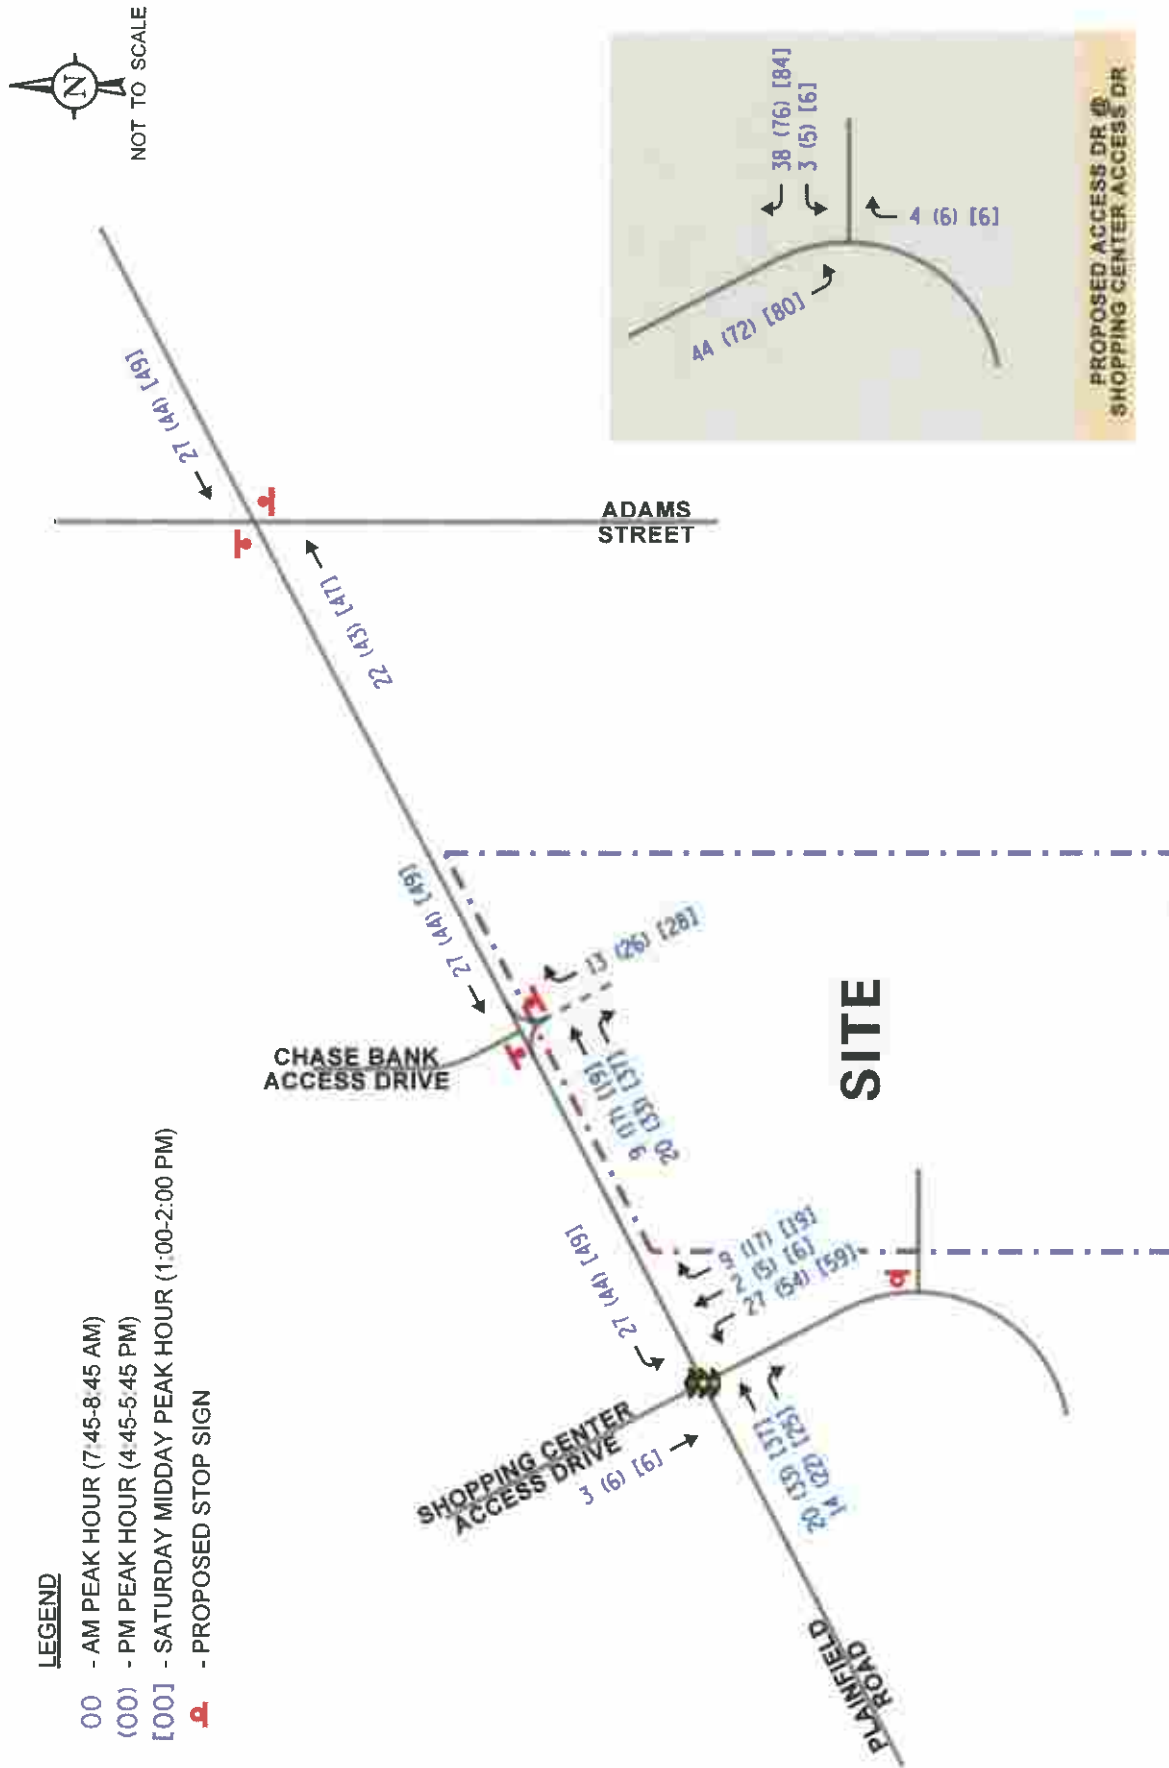 LEGEND
00 - AM PEAK HOUR (7:45-8:45 AM)
(00) - PM PEAK HOUR (4:45-5:45 PM)
[00] - SATURDAY MIDDAY PEAK HOUR (1:00-2:00 PM)
- PROPOSED STOP SIGN
N
NOT TO SCALE
27 (44) [49]
22 (43) [47]
ADAMS
STREET
27 (44) [49]
CHASE BANK
ACCESS DRIVE
13 (26) [28]
9 (17) [19]
20 (33) [37]
27 (44) [49]
9 (17) [19]
2 (5) [6]
27 (54) [59]
SHOPPING CENTER
ACCESS DRIVE
3 (6) [6]
20 (33) [37]
14 (22) [25]
PLAINFIELD
ROAD
SITE
38 (76) [84]
3 (5) [6]
4 (6) [6]
44 (72) [80]
PROPOSED ACCESS DR @
SHOPPING CENTER ACCESS DR